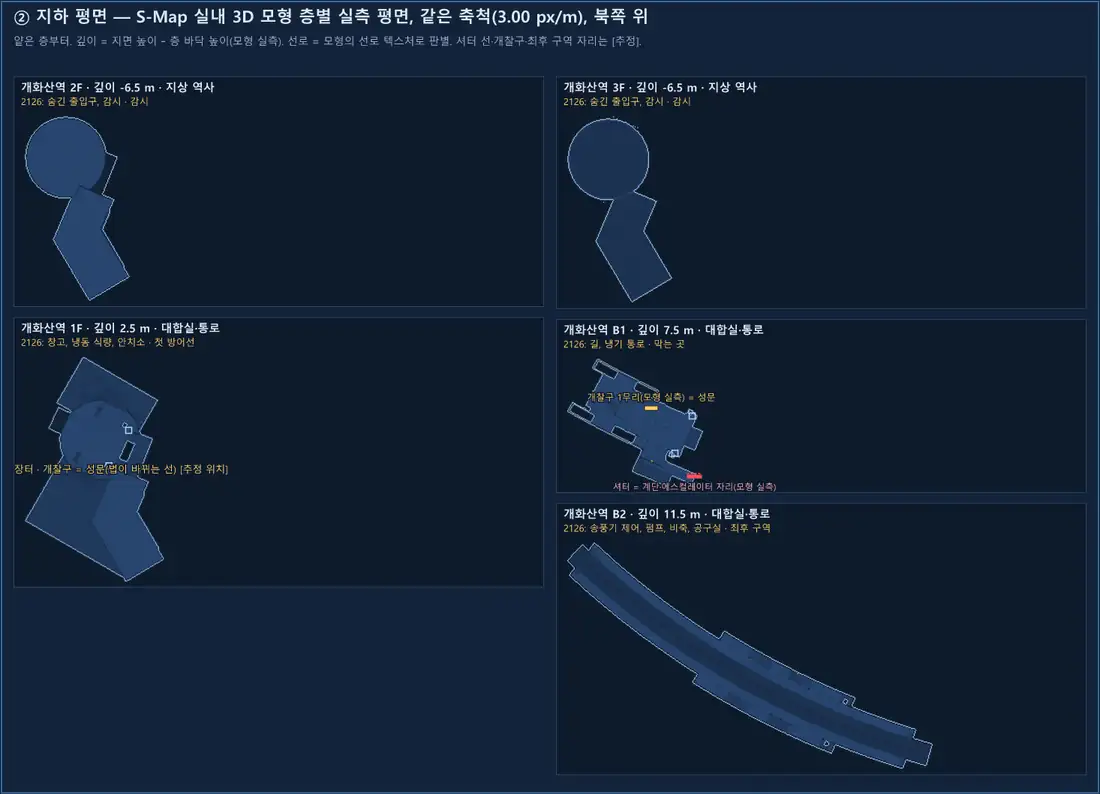 ② 지하 평면 — S-Map 실내 3D 모형 층별 실측 평면, 같은 축척(3.00 px/m), 북쪽 위
얕은 층부터. 깊이 = 지면 높이 − 층 바닥 높이(모형 실측). 선로 = 모형의 선로 텍스처로 판별. 셔터 선·개찰구·최후 구역 자리는 [추정].
개화산역 2F · 깊이 -6.5 m · 지상 역사
2126: 숨긴 출입구, 감시 · 감시
개화산역 3F · 깊이 -6.5 m · 지상 역사
2126: 숨긴 출입구, 감시 · 감시
개화산역 1F · 깊이 2.5 m · 대합실·통로
2126: 창고, 냉동 식량, 안치소 · 첫 방어선
장터 · 개찰구 = 성문(법이 바뀌는 선) [추정 위치]
개화산역 B1 · 깊이 7.5 m · 대합실·통로
2126: 길, 냉기 통로 · 막는 곳
개찰구 1무리(모형 실측) = 성문
셔터 = 계단·에스컬레이터 자리(모형 실측)
개화산역 B2 · 깊이 11.5 m · 대합실·통로
2126: 송풍기 제어, 펌프, 비축, 공구실 · 최후 구역